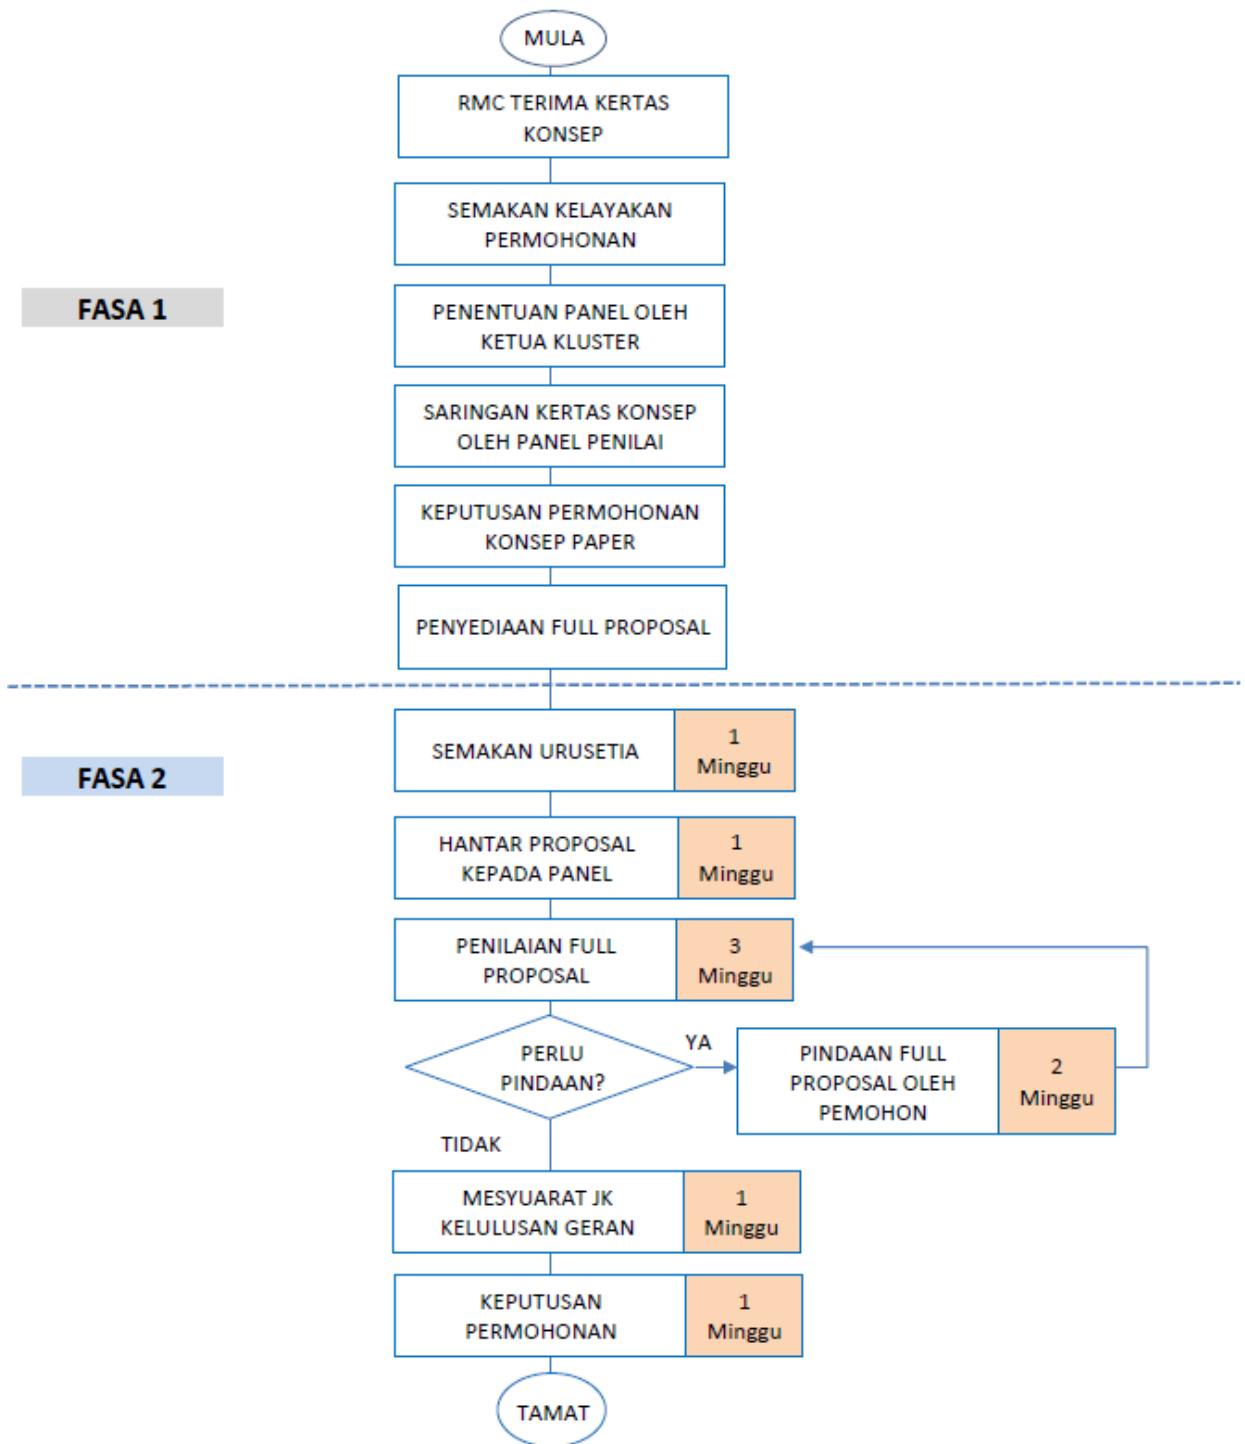 MULA
RMC TERIMA KERTAS
KONSEP
SEMAKAN KELAYAKAN
PERMOHONAN
FASA 1
PENENTUAN PANEL OLEH
KETUA KLUSTER
SARINGAN KERTAS KONSEP
OLEH PANEL PENILAI
KEPUTUSAN PERMOHONAN
KONSEP PAPER
PENYEDIAAN FULL PROPOSAL
FASA 2
SEMAKAN URUSETIA
1
Minggu
HANTAR PROPOSAL
KEPADA PANEL
1
Minggu
PENILAIAN FULL
PROPOSAL
3
Minggu
PERLU
PINDAAN?
YA
PINDAAN FULL
PROPOSAL OLEH
PEMOHON
2
Minggu
TIDAK
MESYUARAT JK
KELULUSAN GERAN
1
Minggu
KEPUTUSAN
PERMOHONAN
1
Minggu
TAMAT